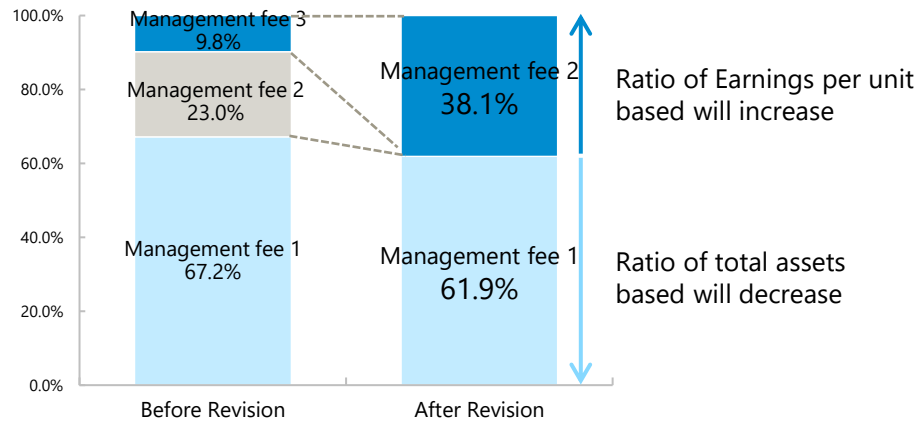 100.0%
80.0%
60.0%
40.0%
20.0%
0.0%
Management fee 3
9.8%
Management fee 2
23.0%
Management fee 1
67.2%
Before Revision
Management fee 2
38.1%
Management fee 1
61.9%
After Revision
Ratio of Earnings per unit
based will increase
Ratio of total assets
based will decrease